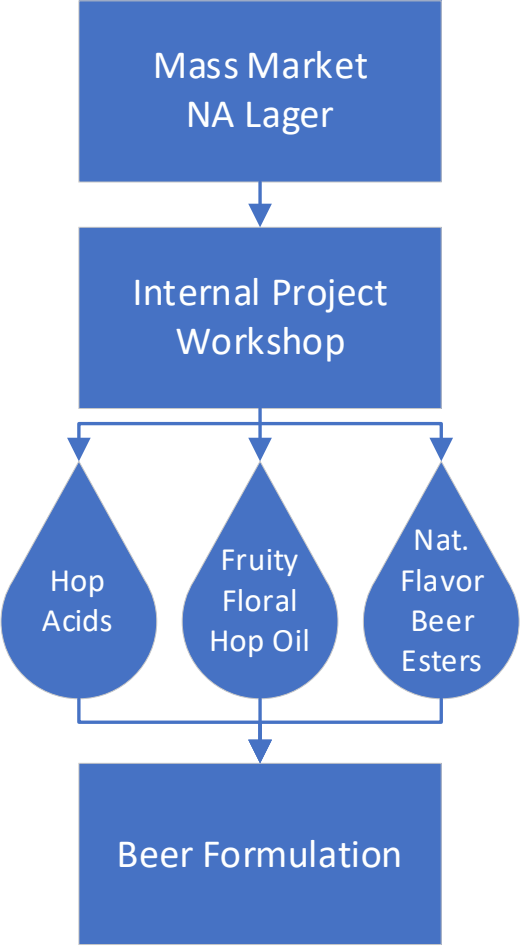 Mass Market
NA Lager
Internal Project
Workshop
Hop
Acids
Fruity
Floral
Hop Oil
Nat.
Flavor
Beer
Esters
Beer Formulation